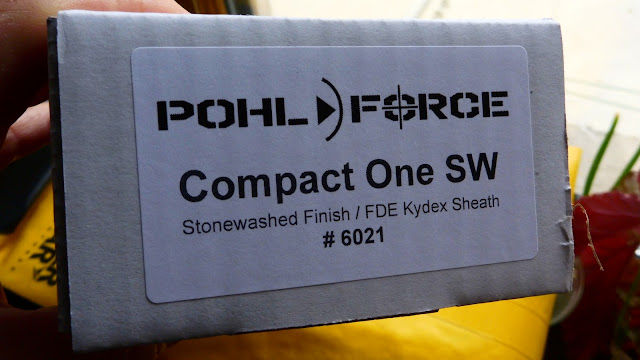 POHL FORCE
Compact One SW
Stonewashed Finish / FDE Kydex Sheath
# 6021